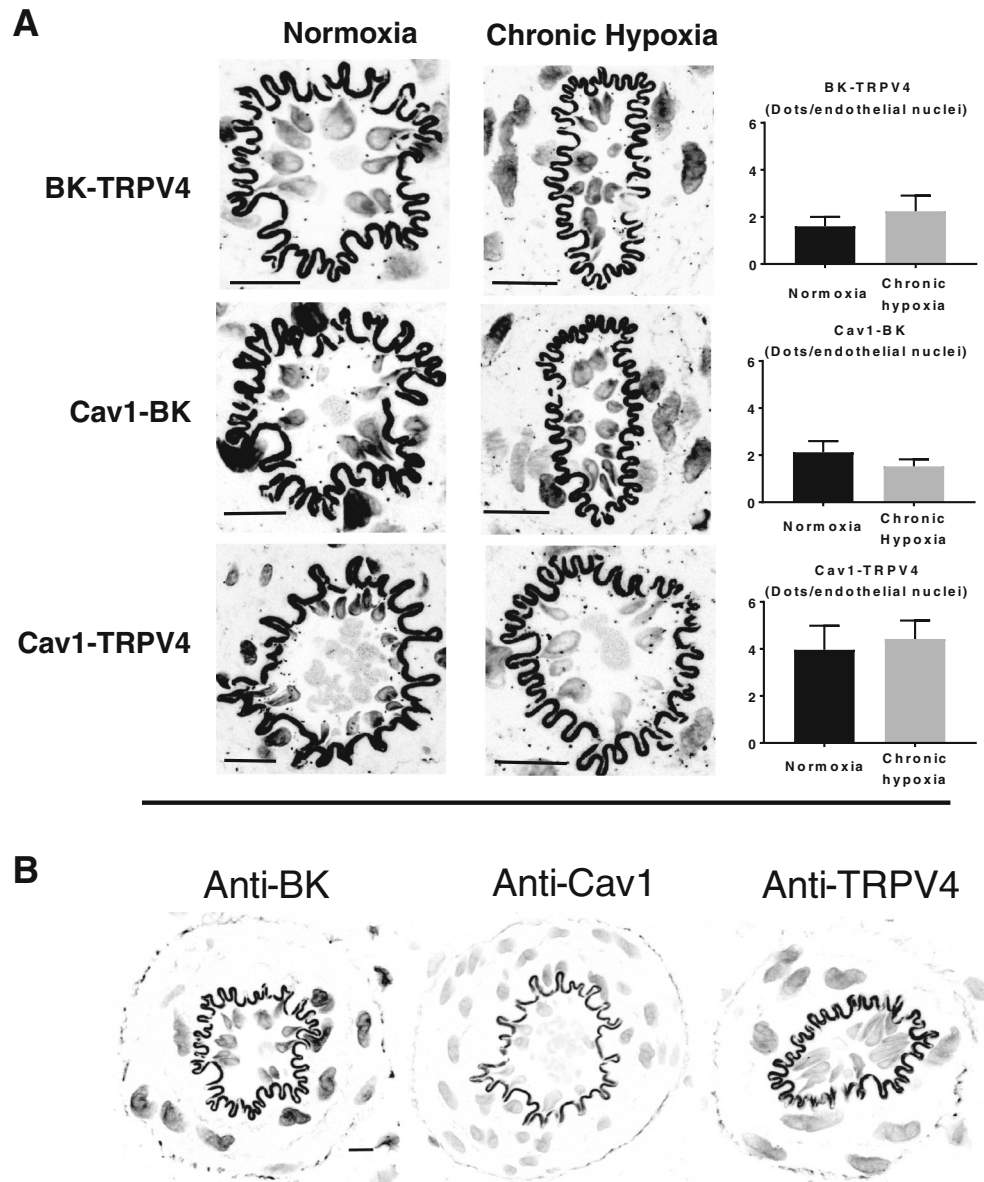 A
Normoxia
Chronic Hypoxia
BK-TRPV4
BK-TRPV4
(Dots/endothelial nuclei)
6
4
2
0
Normoxia
Chronic
hypoxia
Cav1-BK
Cav1-BK
(Dots/endothelial nuclei)
6
4
2
0
Normoxia
Chronic
Hypoxia
Cav1-TRPV4
Cav1-TRPV4
(Dots/endothelial nuclei)
6
4
2
0
Normoxia
Chronic
hypoxia
B
Anti-BK
Anti-Cav1
Anti-TRPV4